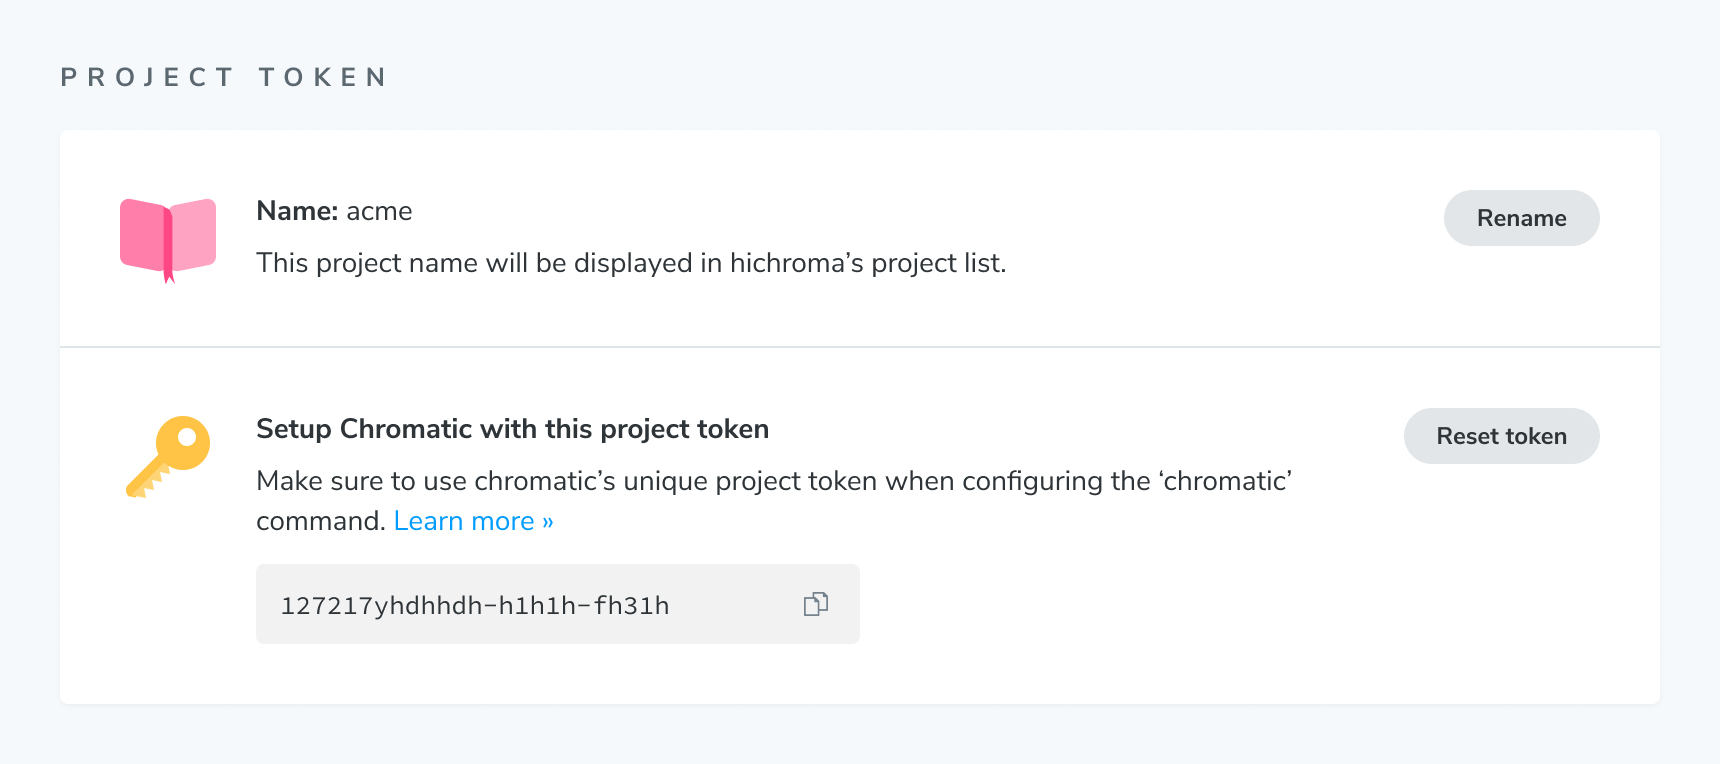 PROJECT TOKEN
Name: acme
Rename
This project name will be displayed in hichroma’s project list.
Setup Chromatic with this project token
Reset token
Make sure to use chromatic’s unique project token when configuring the ‘chromatic’
command. Learn more »
127217yhdhhdh-h1h1h-fh31h